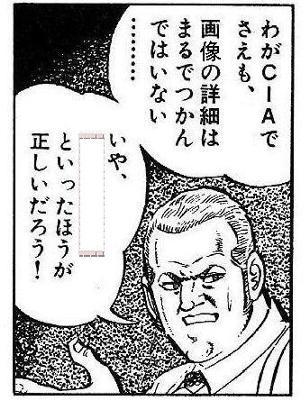 わがCIAで
さえも、
画像の詳細は
まるでつかん
ではいない
…………
いや、
といったほうが
正しいだろう!